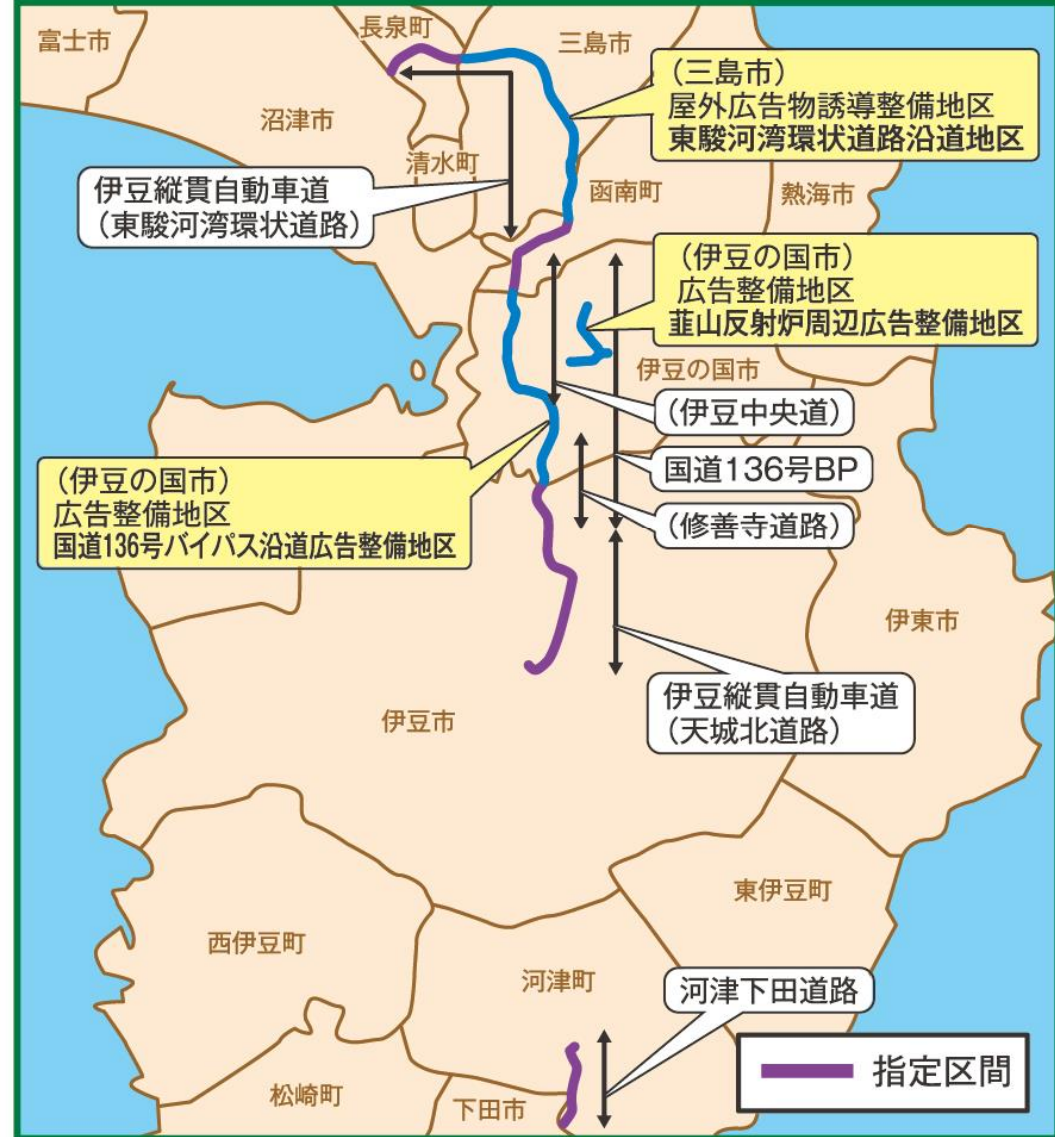 富士市
長泉町
三島市
沼津市
清水町
函南町
熱海市
(三島市)
屋外広告物誘導整備地区
東駿河湾環状道路沿道地区
伊豆縦貫自動車道
(東駿河湾環状道路)
(伊豆の国市)
広告整備地区
韮山反射炉周辺広告整備地区
伊豆の国市
(伊豆中央道)
国道136号BP
(修善寺道路)
(伊豆の国市)
広告整備地区
国道136号バイパス沿道広告整備地区
伊東市
伊豆縦貫自動車道
(天城北道路)
伊豆市
東伊豆町
西伊豆町
河津町
河津下田道路
松崎町
下田市
指定区間